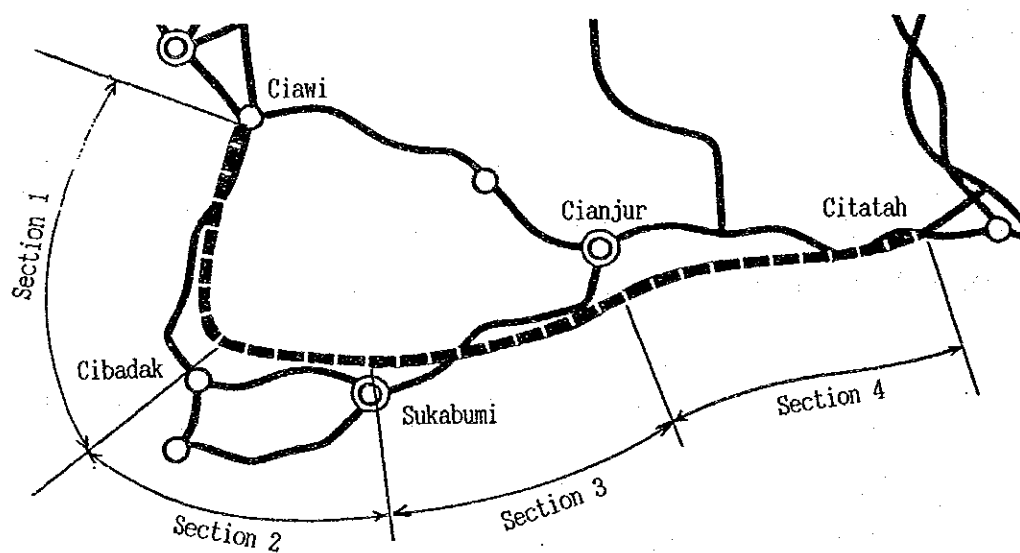 Ciawi
Section 1
Cianjur
Citatah
Cibadak
Sukabumi
Section 4
Section 3
Section 2